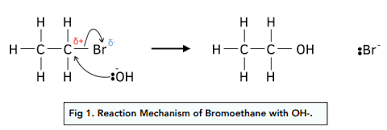 H H H H
δ+ δ-
H-C-C-Br H-C-C-OH :Br⁻
H H :OH⁻ H H
Fig 1. Reaction Mechanism of Bromoethane with OH-.